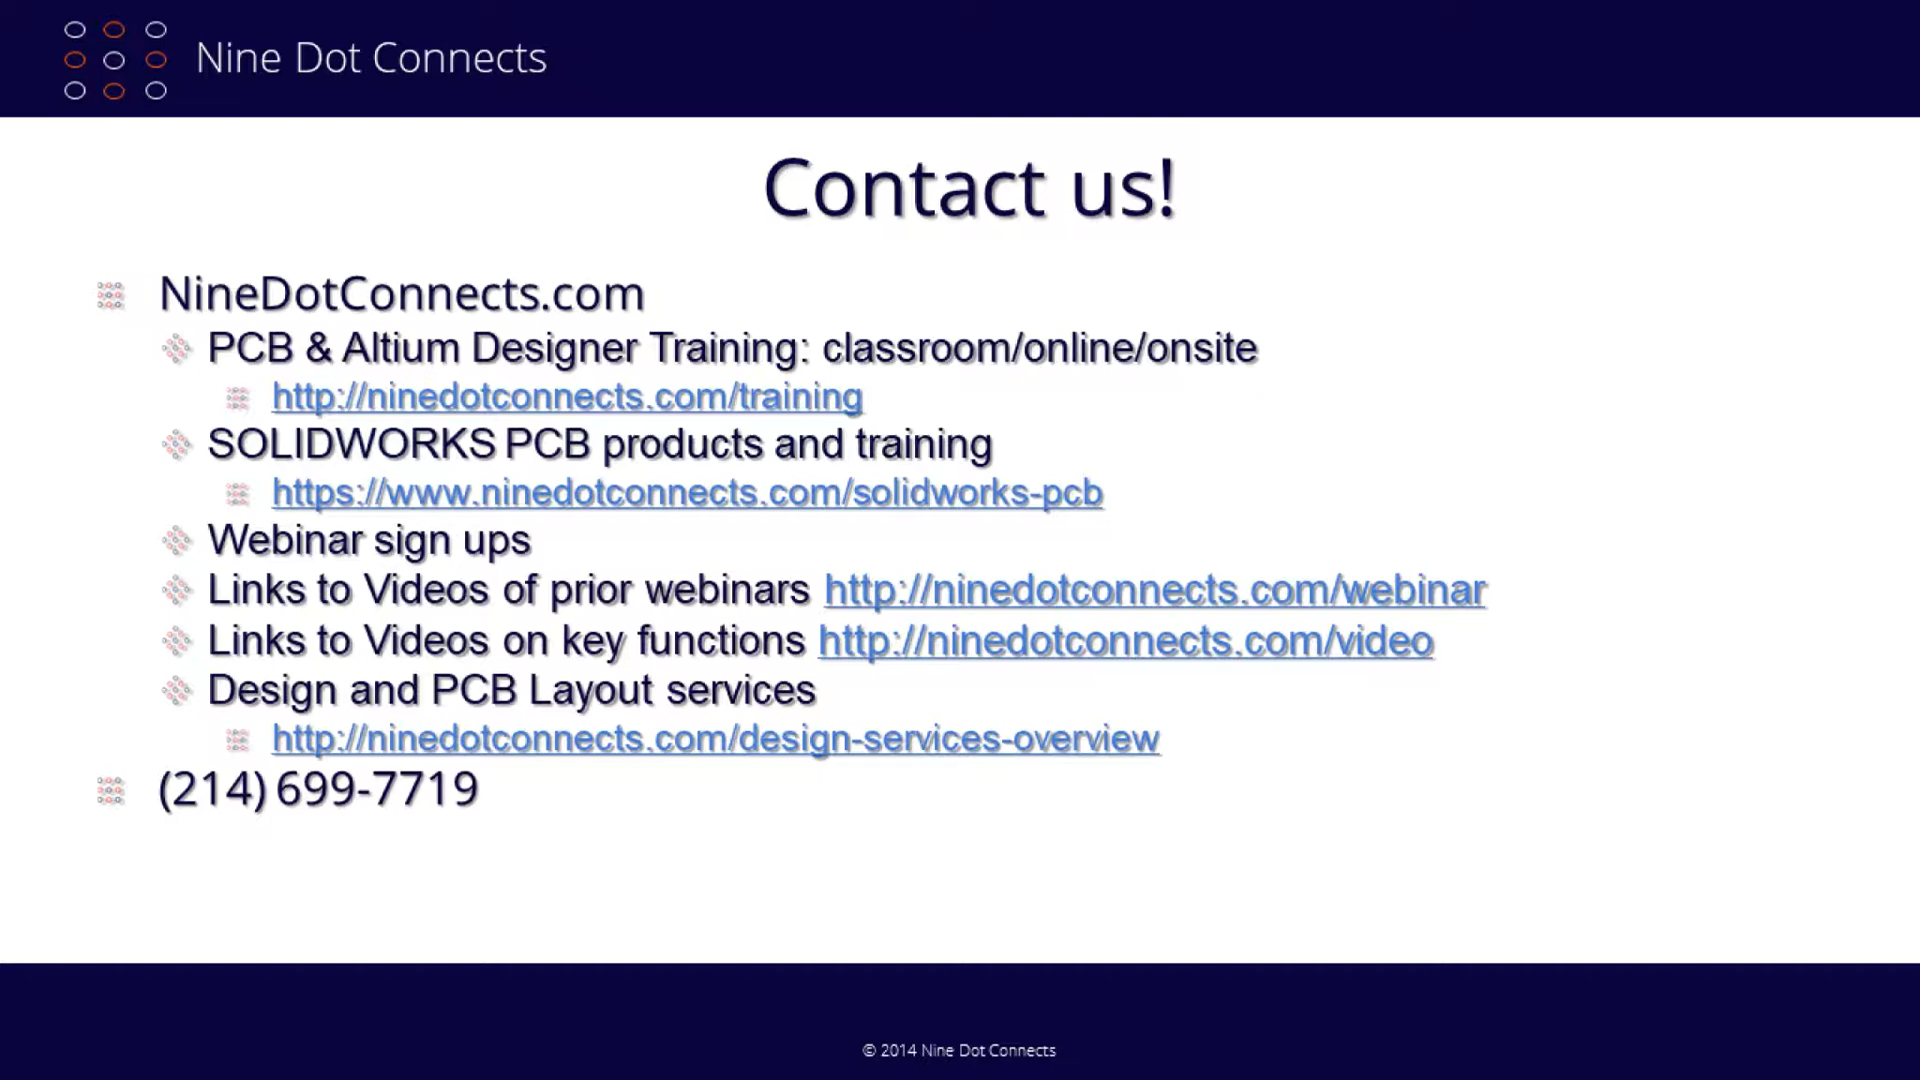 Nine Dot Connects
Contact us!
NineDotConnects.com
PCB & Altium Designer Training: classroom/online/onsite
http://ninedotconnects.com/training
SOLIDWORKS PCB products and training
https://www.ninedotconnects.com/solidworks-pcb
Webinar sign ups
Links to Videos of prior webinars http://ninedotconnects.com/webinar
Links to Videos on key functions http://ninedotconnects.com/video
Design and PCB Layout services
http://ninedotconnects.com/design-services-overview
(214) 699-7719
© 2014 Nine Dot Connects